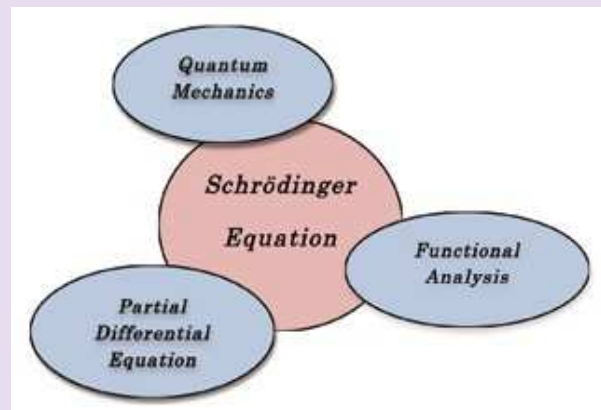 Quantum
Mechanics
Schrödinger
Equation
Functional
Analysis
Partial
Differential
Equation